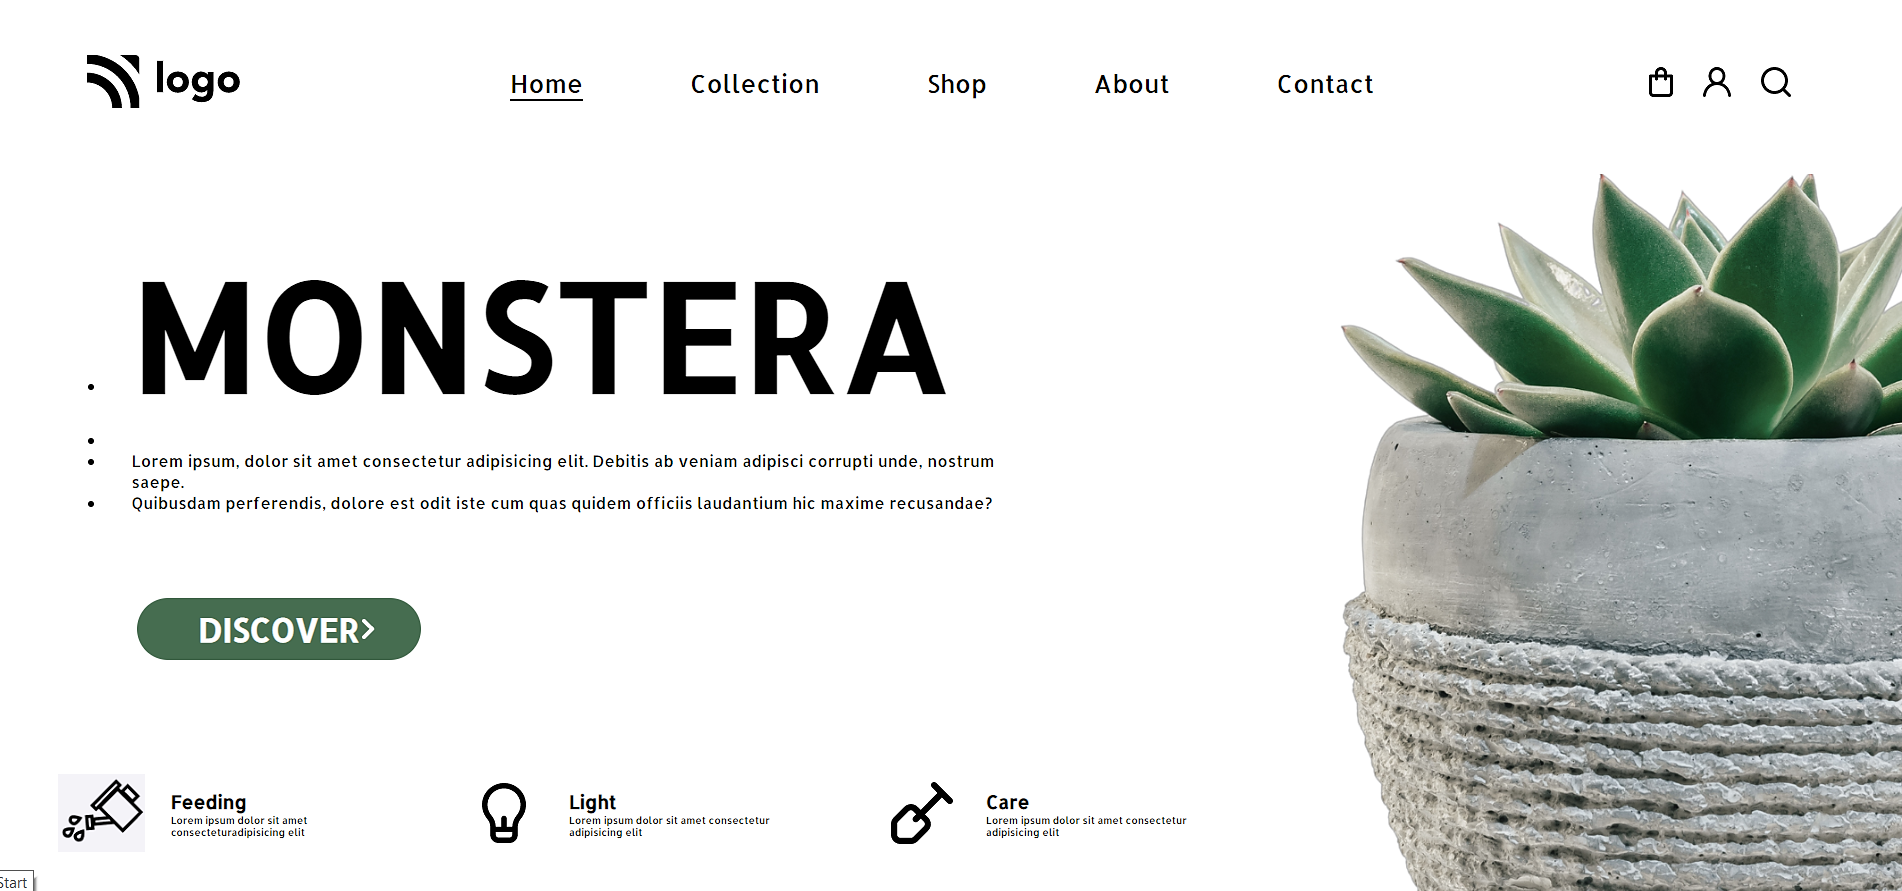 logo
Home Collection Shop About Contact
MONSTERA
Lorem ipsum, dolor sit amet consectetur adipisicing elit. Debitis ab veniam adipisci corrupti unde, nostrum
saepe.
Quibusdam perferendis, dolore est odit iste cum quas quidem officiis laudantium hic maxime recusandae?
DISCOVER
Feeding
Lorem ipsum dolor sit amet
consecteturadipisicing elit
Light
Lorem ipsum dolor sit amet consectetur
adipisicing elit
Care
Lorem ipsum dolor sit amet consectetur
adipisicing elit
Start